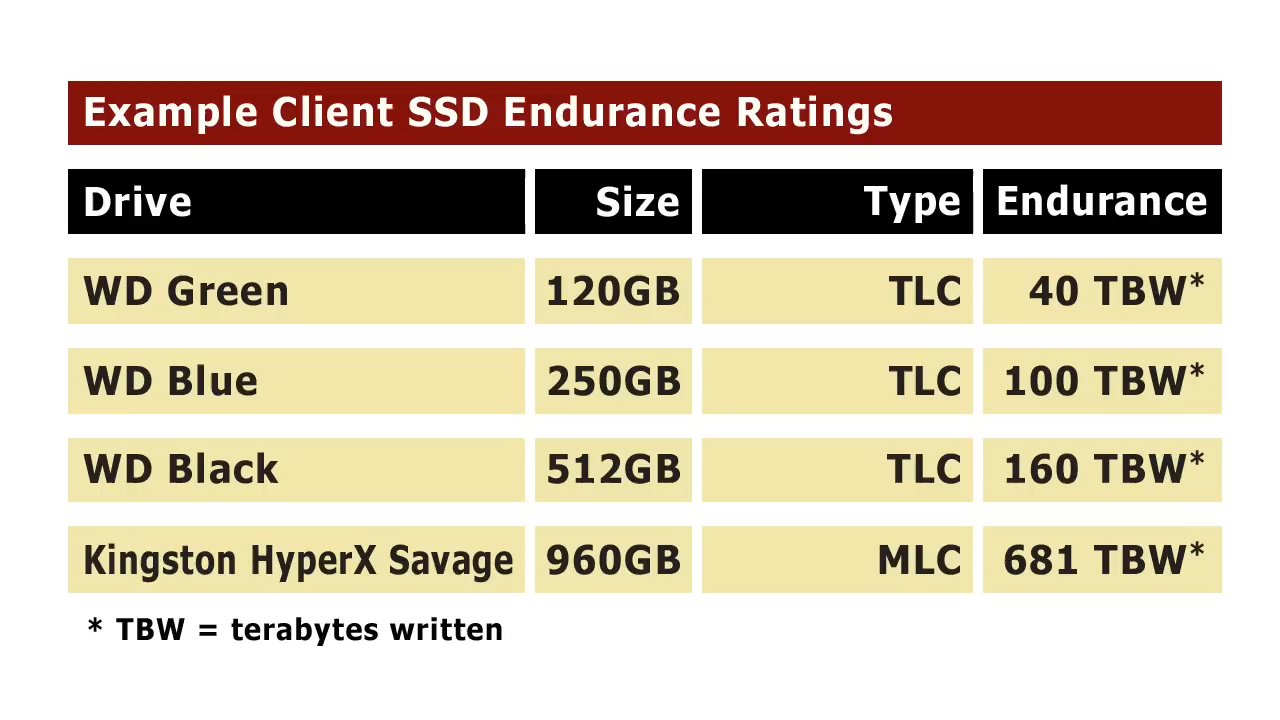 Example Client SSD Endurance Ratings
Drive Size Type Endurance
WD Green 120GB TLC 40 TBW*
WD Blue 250GB TLC 100 TBW*
WD Black 512GB TLC 160 TBW*
Kingston HyperX Savage 960GB MLC 681 TBW*
* TBW = terabytes written